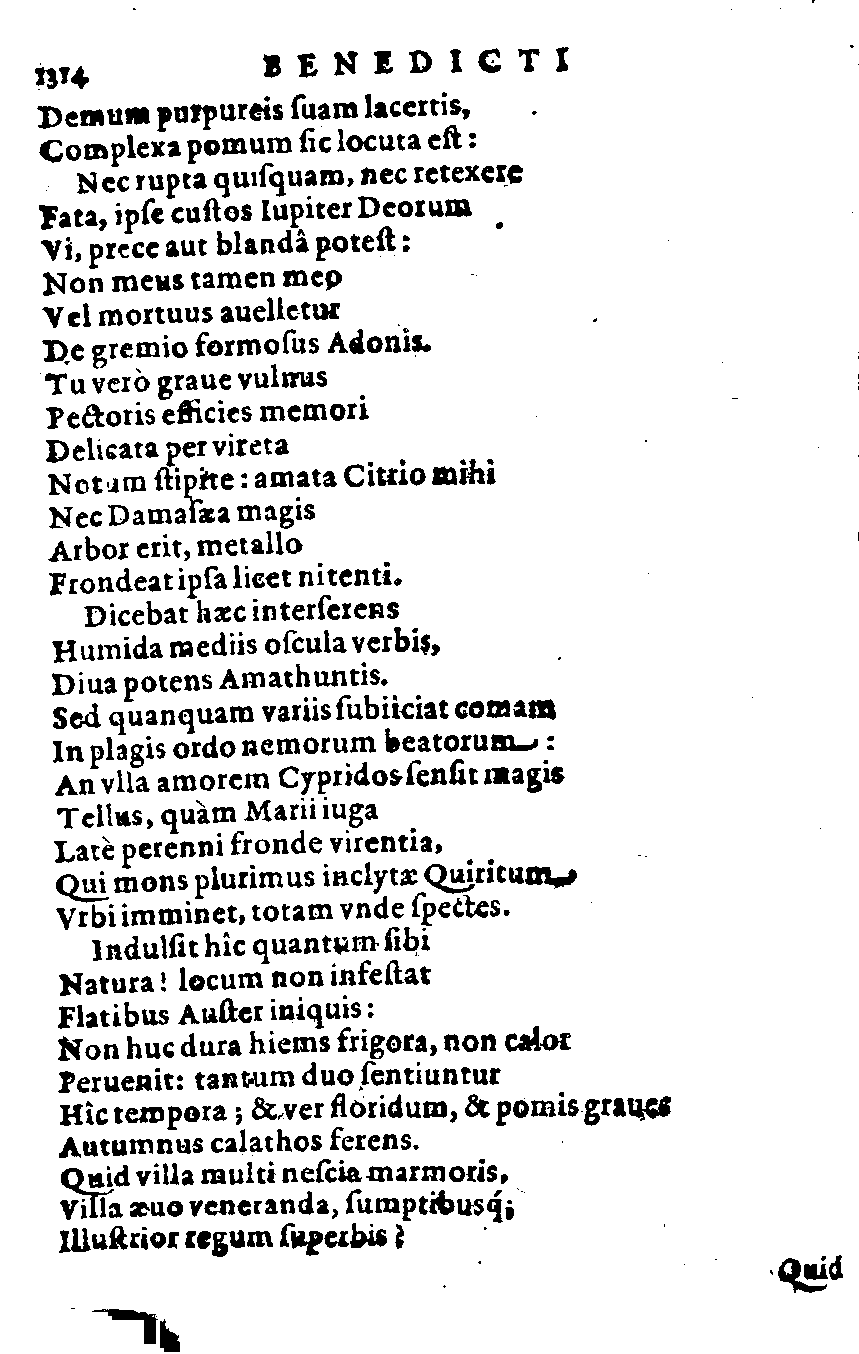 1314 BENEDICTI
Demum purpureis ſuam lacertis,
Complexa pomum ſic locuta eſt:
Nec rupta quiſquam, nec retexere
Fata, ipſe cuſtos Iupiter Deorum
Vi, prece aut blandâ poteſt:
Non meus tamen meo
Vel mortuus auelletur
De gremio formoſus Adonis.
Tu verò graue vulnus
Pectoris efficies memori
Delicata per vireta
Notum ſtipite: amata Citrio mihi
Nec Damaſæa magis
Arbor erit, metallo
Frondeat ipſa licet nitenti.
Dicebat hæc interſerens
Humida mediis oſcula verbis,
Diua potens Amathuntis.
Sed quanquam variis ſubiiciat comam
In plagis ordo nemorum beatorum:
An vlla amorem Cypridos ſenſit magis
Tellus, quàm Marii iuga
Latè perenni fronde virentia,
Qui mons plurimus inclytæ Quiritum
Vrbi imminet, totam vnde ſpectes.
Indulſit hîc quantum ſibi
Natura! locum non infeſtat
Flatibus Auſter iniquis:
Non huc dura hiems frigora, non calor
Peruenit: tantum duo ſentiuntur
Hîc tempora; & ver floridum, & pomis graues
Autumnus calathos ferens.
Quid villa multi neſcia marmoris,
Villa æuo veneranda, ſumptibusq́;
Illuſtrior regum ſuperbis?
Quid